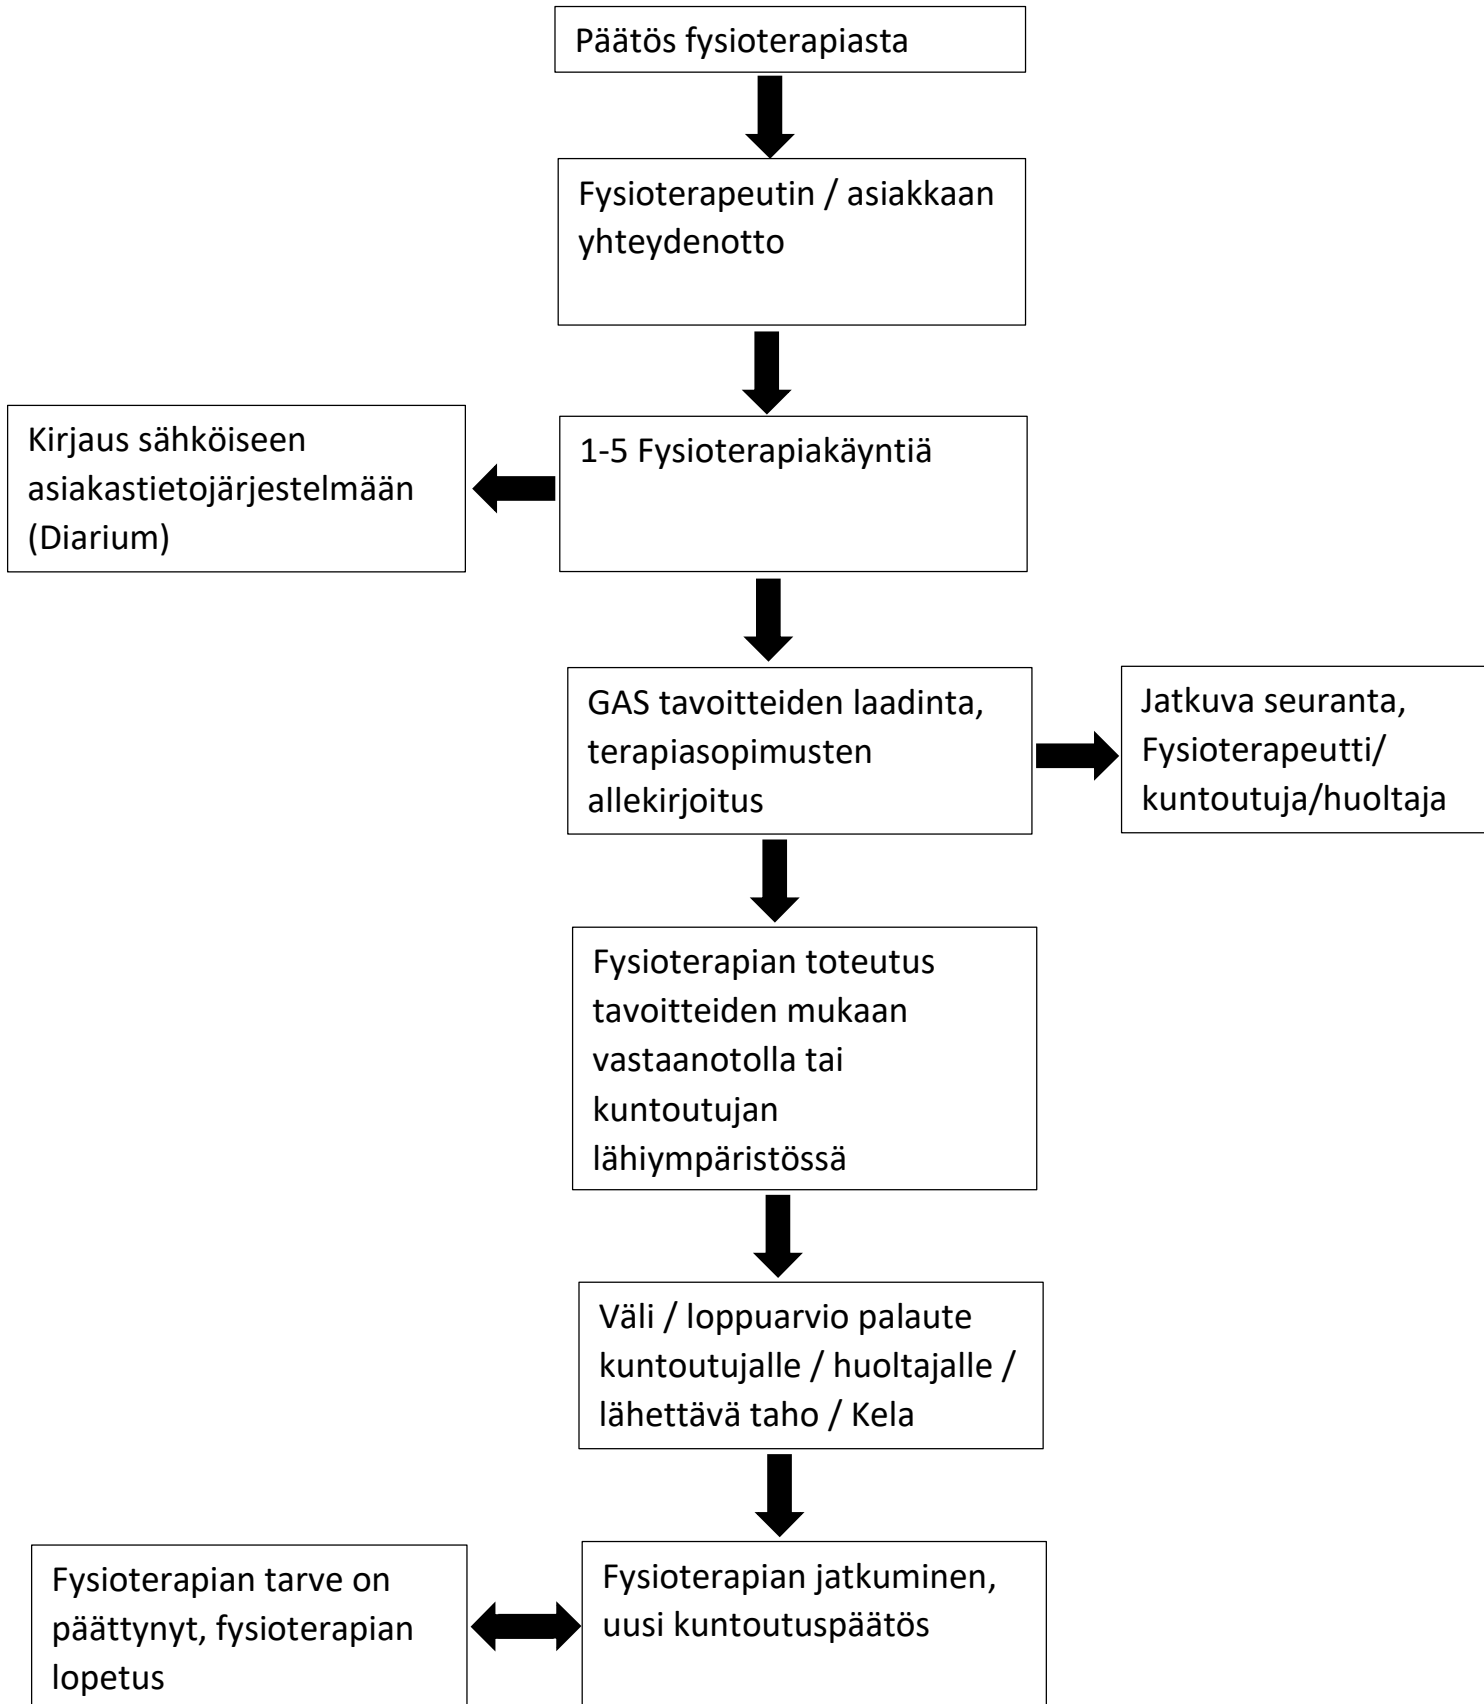 Päätös fysioterapiasta
Fysioterapeutin / asiakkaan
yhteydenotto
Kirjaus sähköiseen
asiakastietojärjestelmään
(Diarium)
1-5 Fysioterapiakäyntiä
GAS tavoitteiden laadinta,
terapiasopimusten
allekirjoitus
Jatkuva seuranta,
Fysioterapeutti/
kuntoutuja/huoltaja
Fysioterapian toteutus
tavoitteiden mukaan
vastaanotolla tai
kuntoutujan
lähiympäristössä
Väli / loppuarvio palaute
kuntoutujalle / huoltajalle /
lähettävä taho / Kela
Fysioterapian tarve on
päättynyt, fysioterapian
lopetus
Fysioterapian jatkuminen,
uusi kuntoutuspäätös